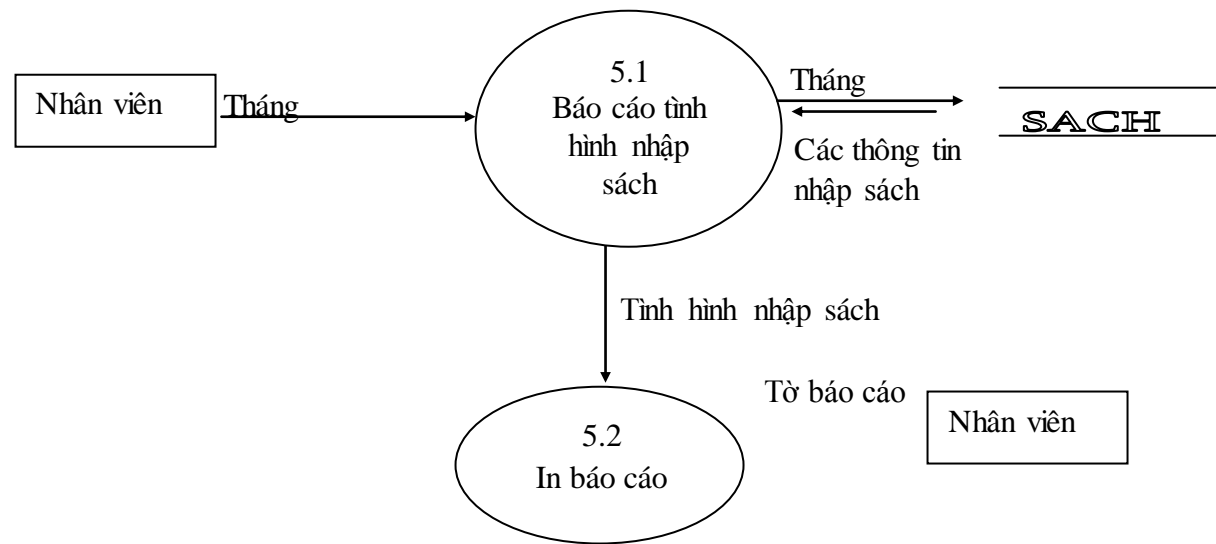 Nhân viên
Tháng
5.1
Báo cáo tình
hình nhập
sách
Tháng
SACH
Các thông tin
nhập sách
Tình hình nhập sách
Tờ báo cáo
Nhân viên
5.2
In báo cáo